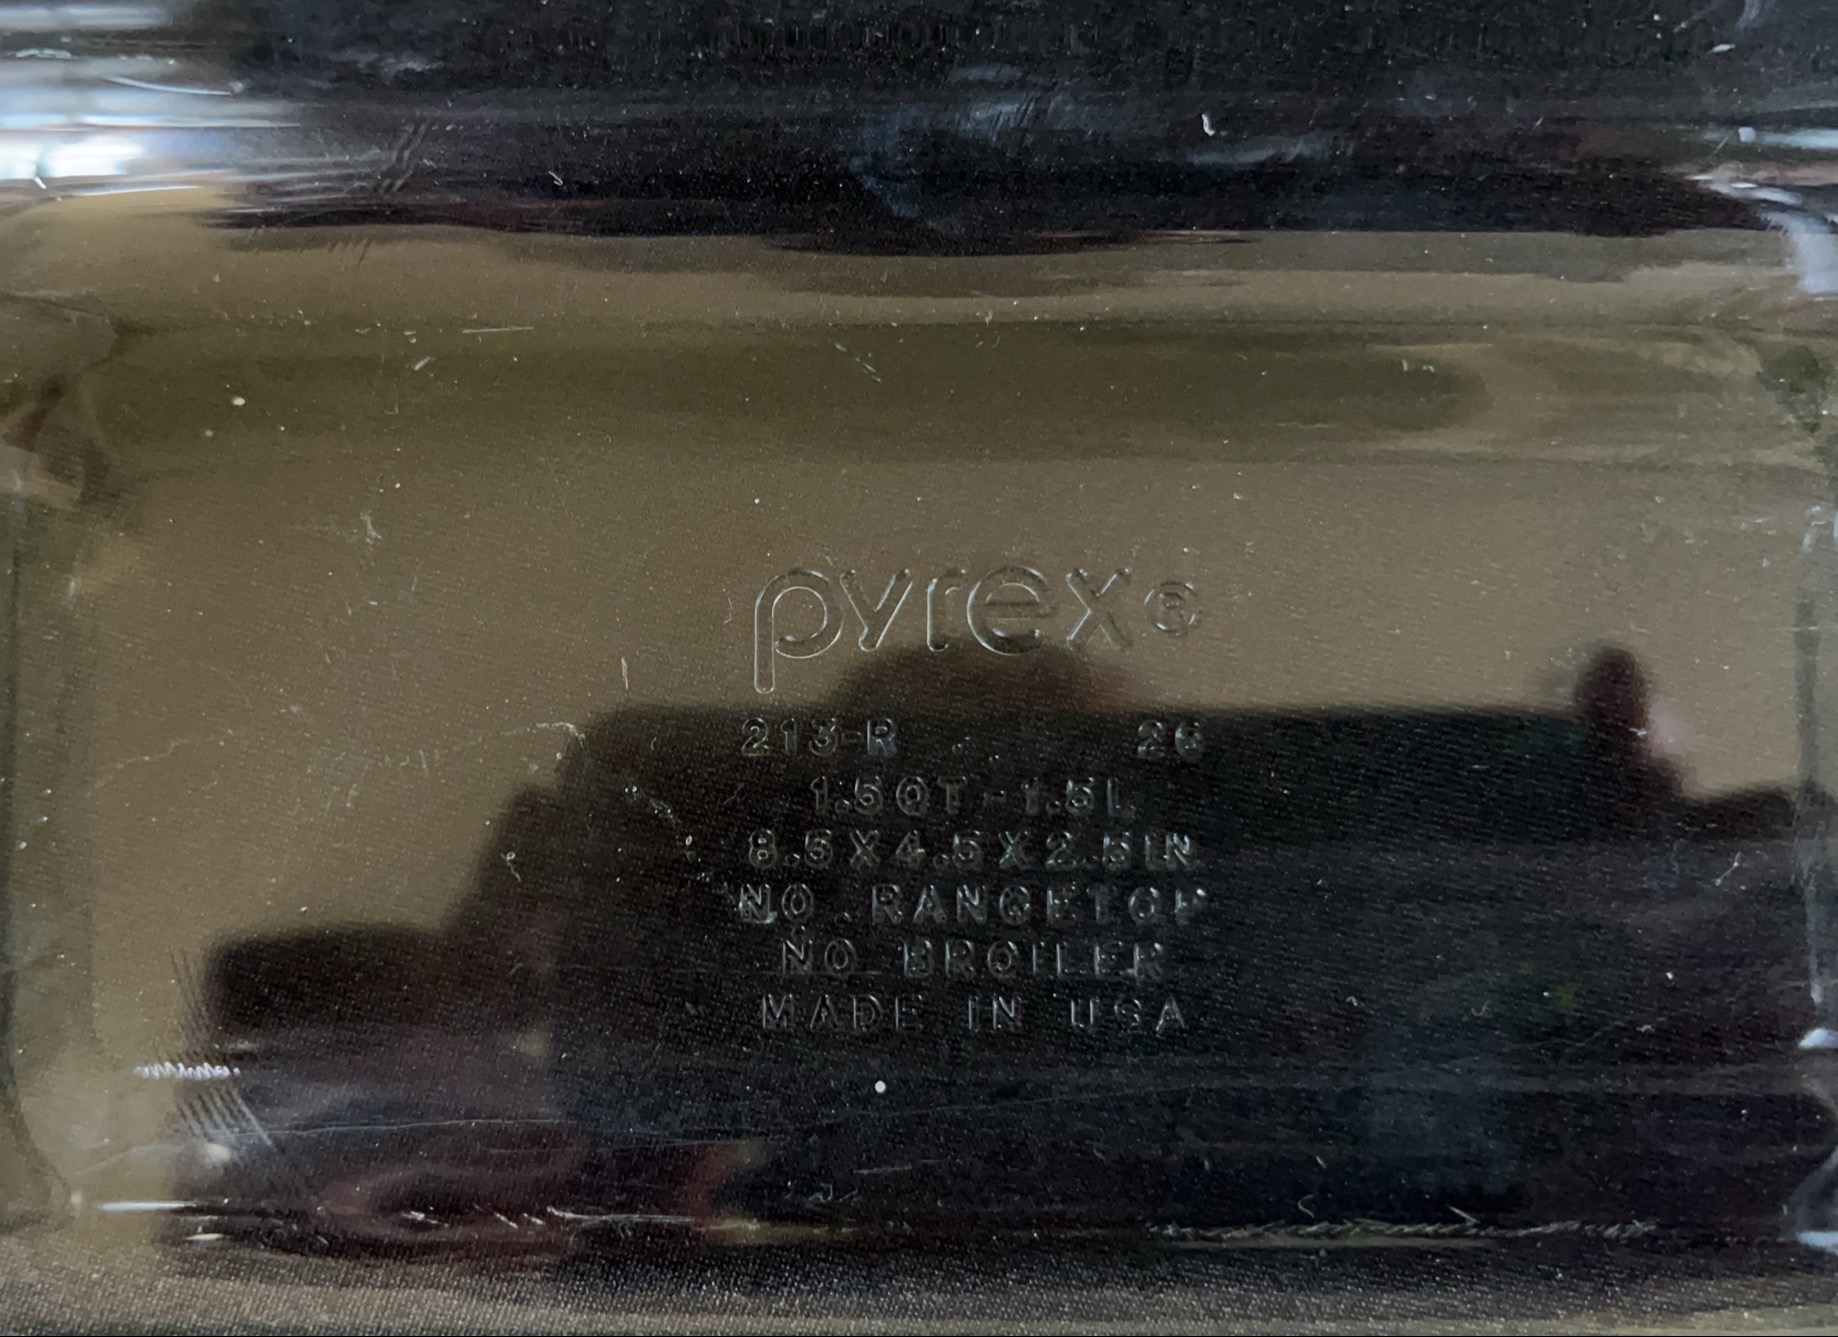 pyrex®
213-R 26
1.5QT-1.5L
8.5X4.5X2.5IN
NO RANGETOP
NO BROILER
MADE IN USA